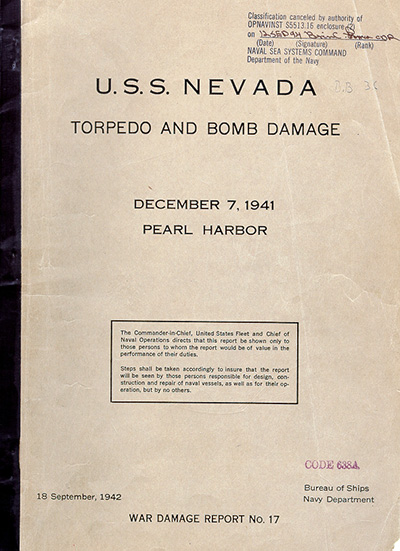 Classification canceled by authority of
OPNAVINST S5513.16 enclosure (2)
on
(Date) (Signature) (Rank)
NAVAL SEA SYSTEMS COMMAND
Department of the Navy
U.S.S. NEVADA
TORPEDO AND BOMB DAMAGE
DECEMBER 7, 1941
PEARL HARBOR
The Commander-in-Chief, United States Fleet and Chief of
Naval Operations directs that this report be shown only to
those persons to whom the report would be of value in the
performance of their duties.
Steps shall be taken accordingly to insure that the report
will be seen by those persons responsible for design, con-
struction and repair of naval vessels, as well as for their op-
eration, but by no others.
CODE 638A
18 September, 1942
Bureau of Ships
Navy Department
WAR DAMAGE REPORT No. 17